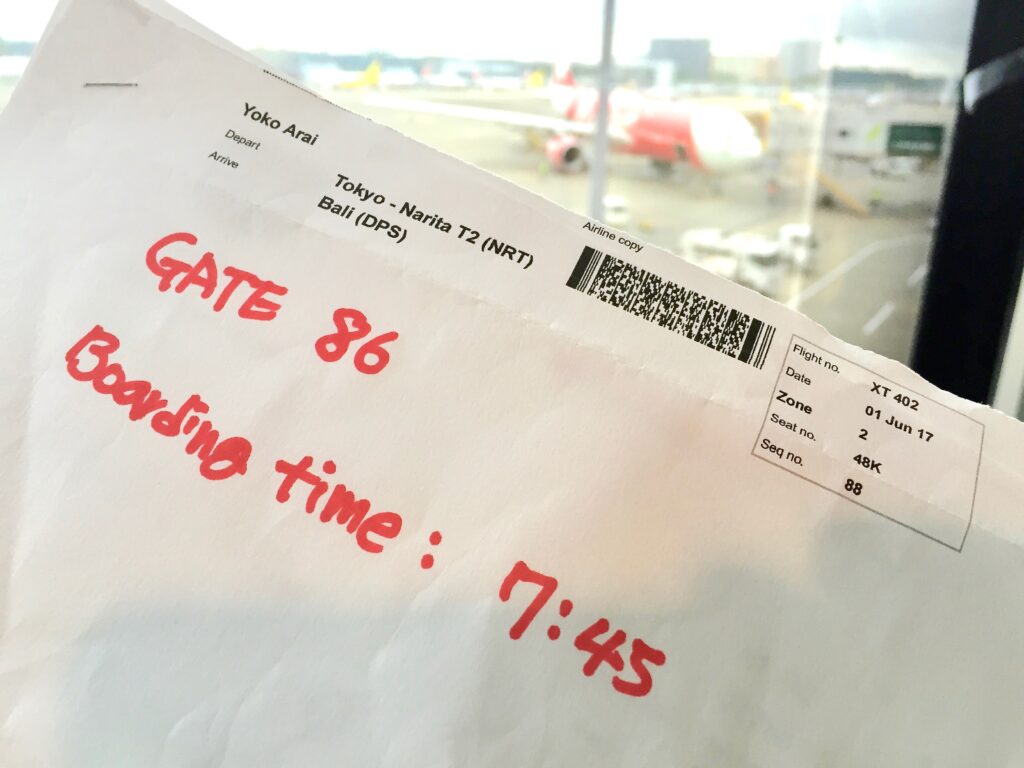 Yoko Arai
Depart Tokyo - Narita T2 (NRT)
Arrive Bali (DPS)
Airline copy
Flight no. XT 402
Date 01 Jun 17
Zone 2
Seat no. 48K
Seq no. 88
GATE 86
Boarding time : 7:45